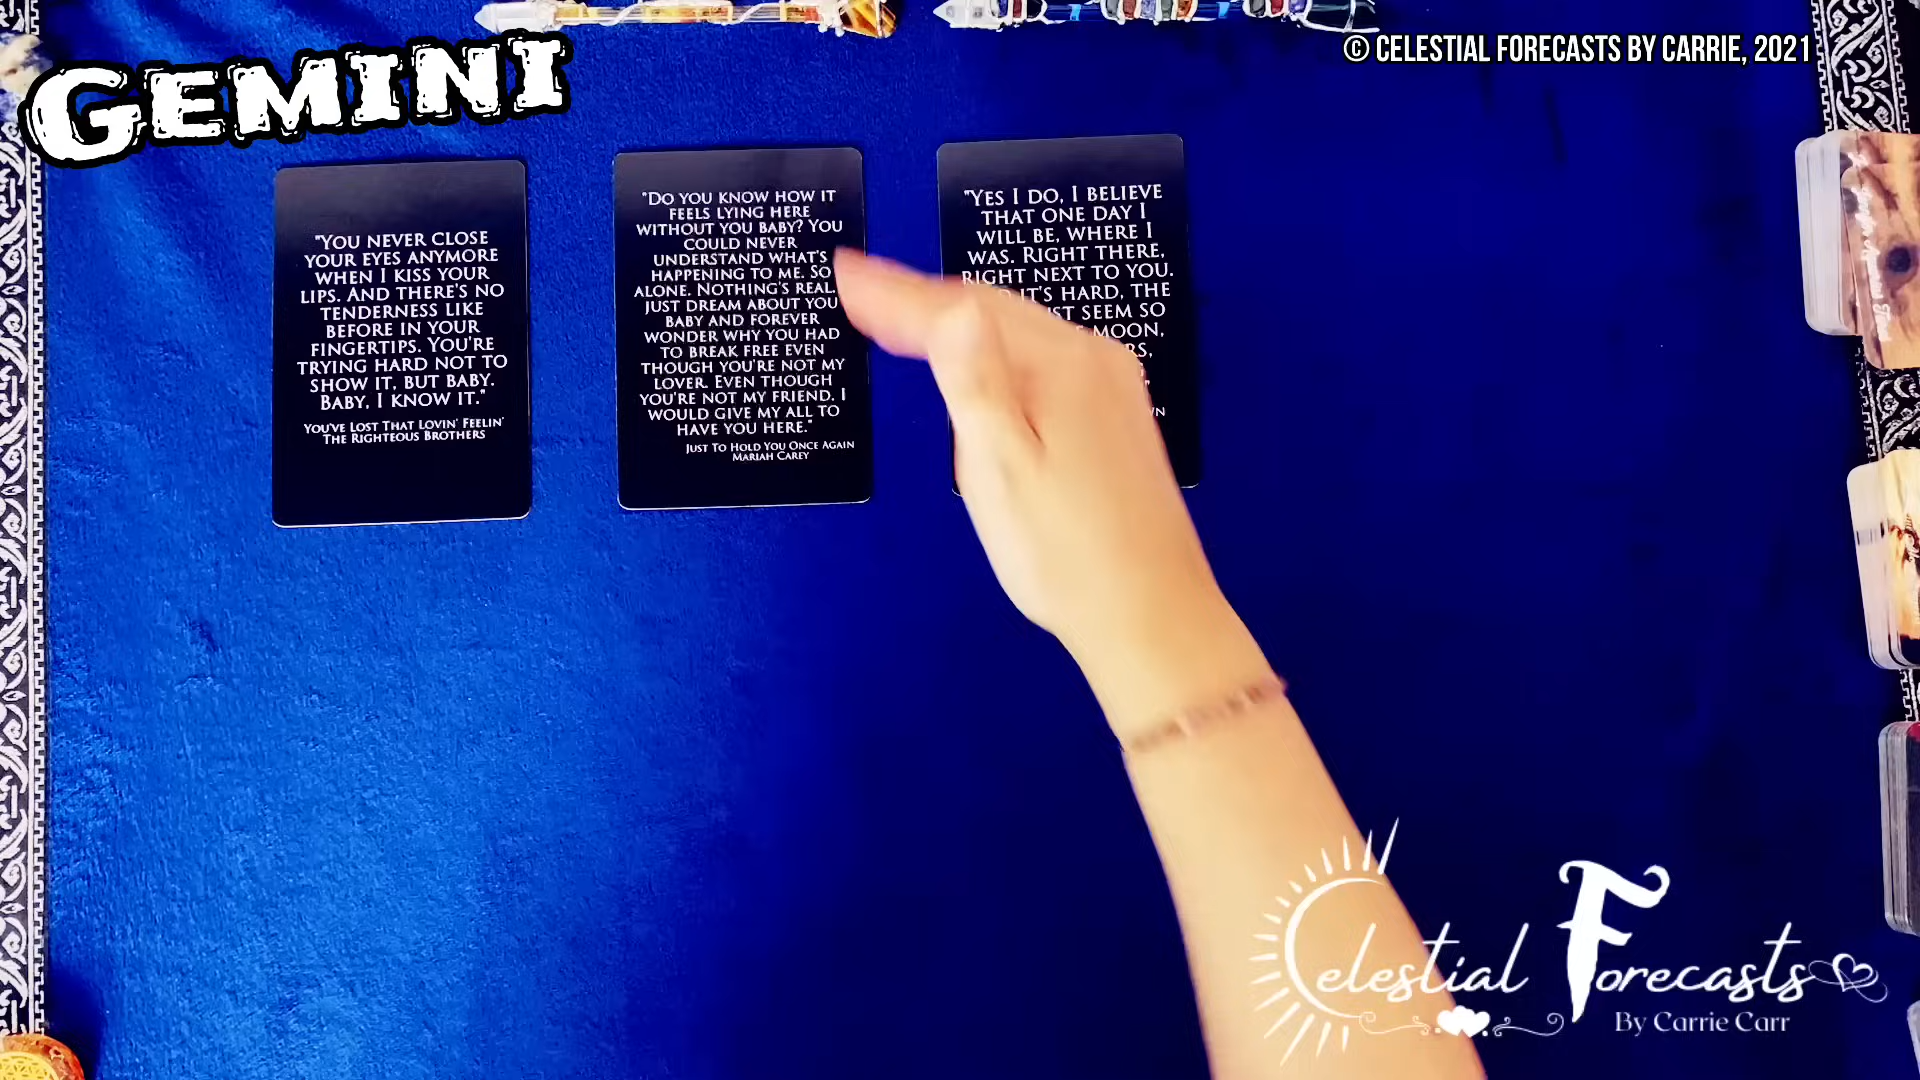 GEMINI
© CELESTIAL FORECASTS BY CARRIE, 2021
"YOU NEVER CLOSE
YOUR EYES ANYMORE
WHEN I KISS YOUR
LIPS. AND THERE'S NO
TENDERNESS LIKE
BEFORE IN YOUR
FINGERTIPS. YOU'RE
TRYING HARD NOT TO
SHOW IT, BUT BABY.
BABY, I KNOW IT."
YOU'VE LOST THAT LOVIN' FEELIN'
THE RIGHTEOUS BROTHERS
"DO YOU KNOW HOW IT
FEELS LYING HERE
WITHOUT YOU BABY? YOU
COULD NEVER
UNDERSTAND WHAT'S
HAPPENING TO ME. SO
ALONE. NOTHING'S REAL.
JUST DREAM ABOUT YOU
BABY AND FOREVER
WONDER WHY YOU HAD
TO BREAK FREE EVEN
THOUGH YOU'RE NOT MY
LOVER. EVEN THOUGH
YOU'RE NOT MY FRIEND. I
WOULD GIVE MY ALL TO
HAVE YOU HERE."
JUST TO HOLD YOU ONCE AGAIN
MARIAH CAREY
"YES I DO, I BELIEVE
THAT ONE DAY I
WILL BE, WHERE I
WAS. RIGHT THERE,
RIGHT NEXT TO YOU.
IT'S HARD, THE
SEEM SO
MOON,
Celestial Forecasts
By Carrie Carr